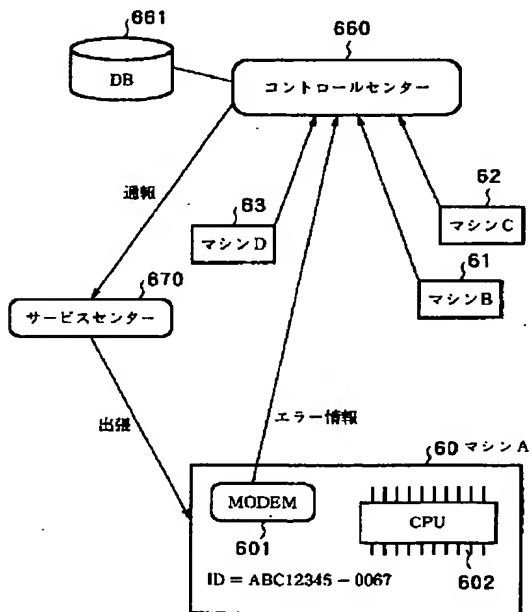 661
DB
660
コントロールセンター
通報
63
マシンD
62
マシンC
61
マシンB
670
サービスセンター
出張
エラー情報
60 マシンA
MODEM
601
CPU
602
ID = ABC12345 - 0067